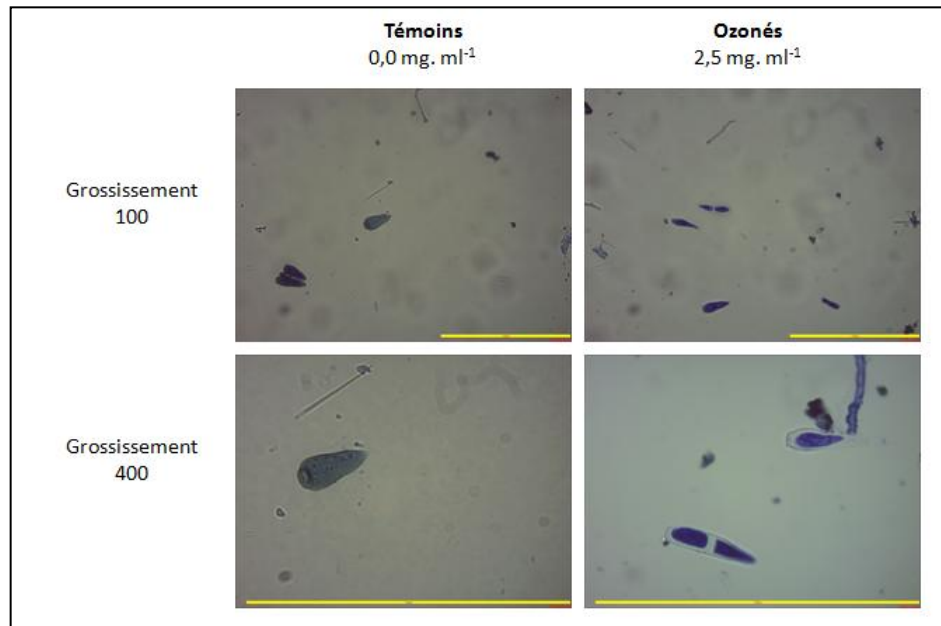 Témoins
0,0 mg. ml-1
Ozonés
2,5 mg. ml-1
Grossissement
100
Grossissement
400